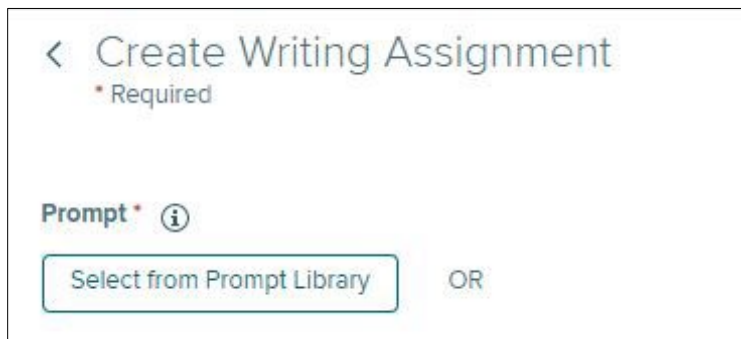 Create Writing Assignment
* Required
Prompt *
Select from Prompt Library OR